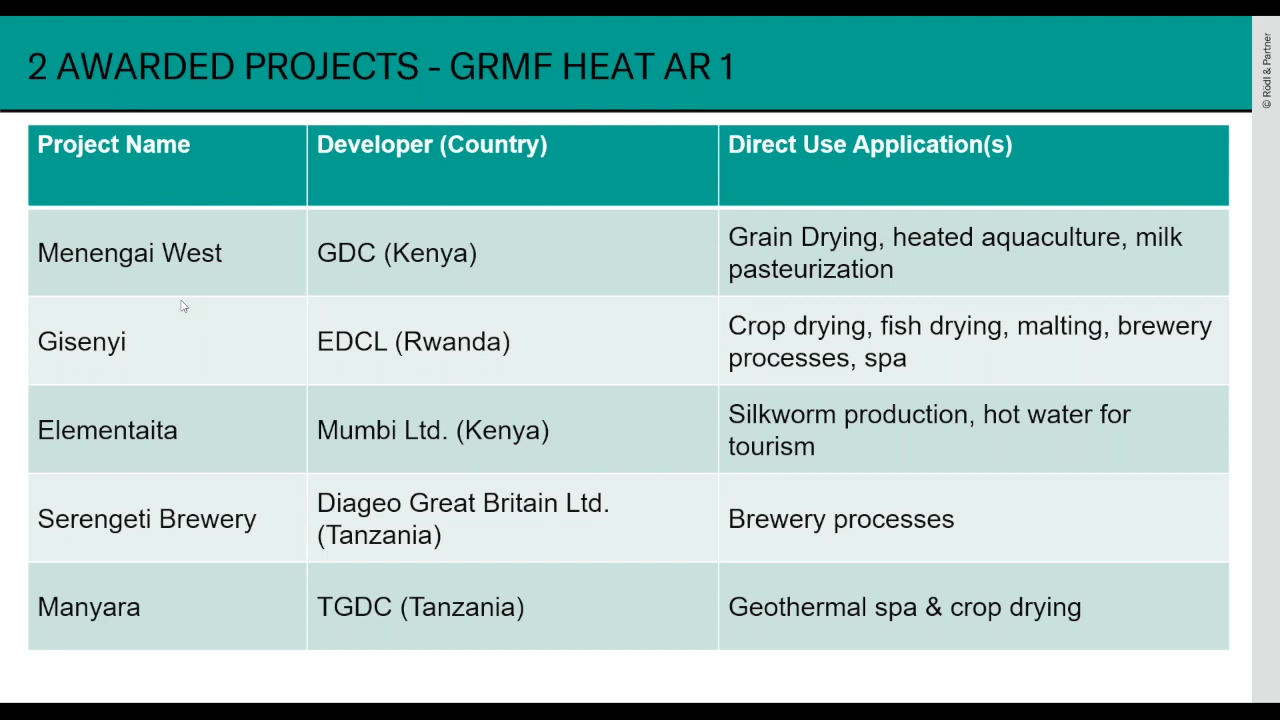 2 AWARDED PROJECTS - GRMF HEAT AR 1
© Rödl & Partner
Project Name
Developer (Country)
Direct Use Application(s)
Menengai West
GDC (Kenya)
Grain Drying, heated aquaculture, milk
pasteurization
Gisenyi
EDCL (Rwanda)
Crop drying, fish drying, malting, brewery
processes, spa
Elementaita
Mumbi Ltd. (Kenya)
Silkworm production, hot water for
tourism
Serengeti Brewery
Diageo Great Britain Ltd.
(Tanzania)
Brewery processes
Manyara
TGDC (Tanzania)
Geothermal spa & crop drying